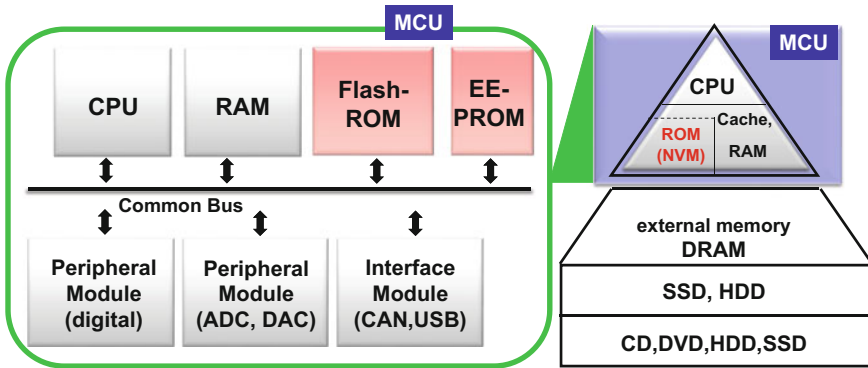 MCU
CPU
RAM
Flash-
ROM
EE-
PROM
Common Bus
Peripheral
Module
(digital)
Peripheral
Module
(ADC, DAC)
Interface
Module
(CAN,USB)
MCU
CPU
Cache,
RAM
ROM
(NVM)
external memory
DRAM
SSD, HDD
CD,DVD,HDD,SSD